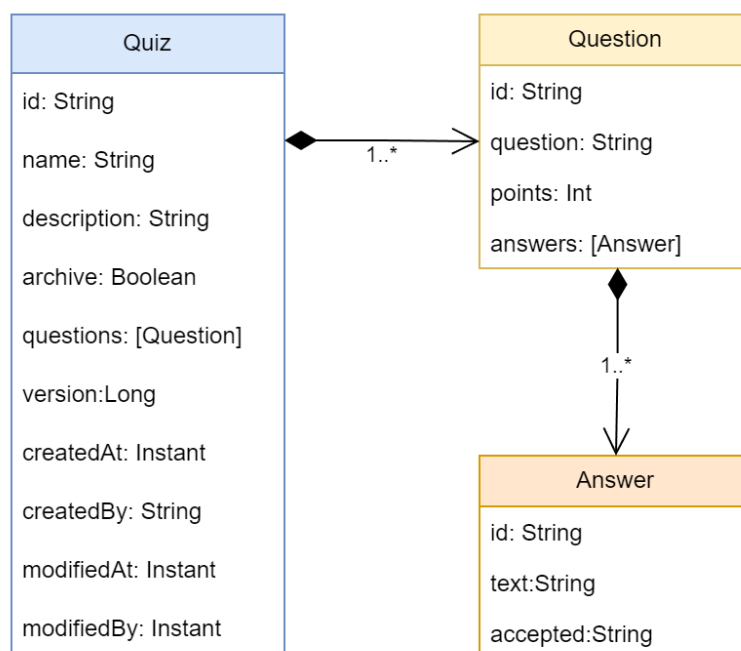 Quiz
id: String
name: String
description: String
archive: Boolean
questions: [Question]
version:Long
createdAt: Instant
createdBy: String
modifiedAt: Instant
modifiedBy: Instant
1..*
Question
id: String
question: String
points: Int
answers: [Answer]
1..*
Answer
id: String
text:String
accepted:String